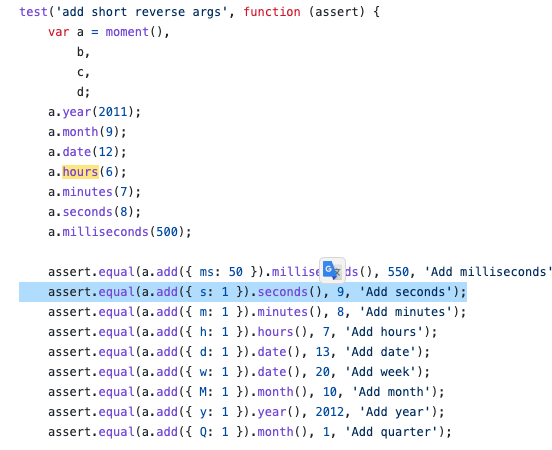 test('add short reverse args', function (assert) {
var a = moment(),
b,
c,
d;
a.year(2011);
a.month(9);
a.date(12);
a.hours(6);
a.minutes(7);
a.seconds(8);
a.milliseconds(500);
assert.equal(a.add({ ms: 50 }).milliseconds(), 550, 'Add milliseconds'
assert.equal(a.add({ s: 1 }).seconds(), 9, 'Add seconds');
assert.equal(a.add({ m: 1 }).minutes(), 8, 'Add minutes');
assert.equal(a.add({ h: 1 }).hours(), 7, 'Add hours');
assert.equal(a.add({ d: 1 }).date(), 13, 'Add date');
assert.equal(a.add({ w: 1 }).date(), 20, 'Add week');
assert.equal(a.add({ M: 1 }).month(), 10, 'Add month');
assert.equal(a.add({ y: 1 }).year(), 2012, 'Add year');
assert.equal(a.add({ Q: 1 }).month(), 1, 'Add quarter');